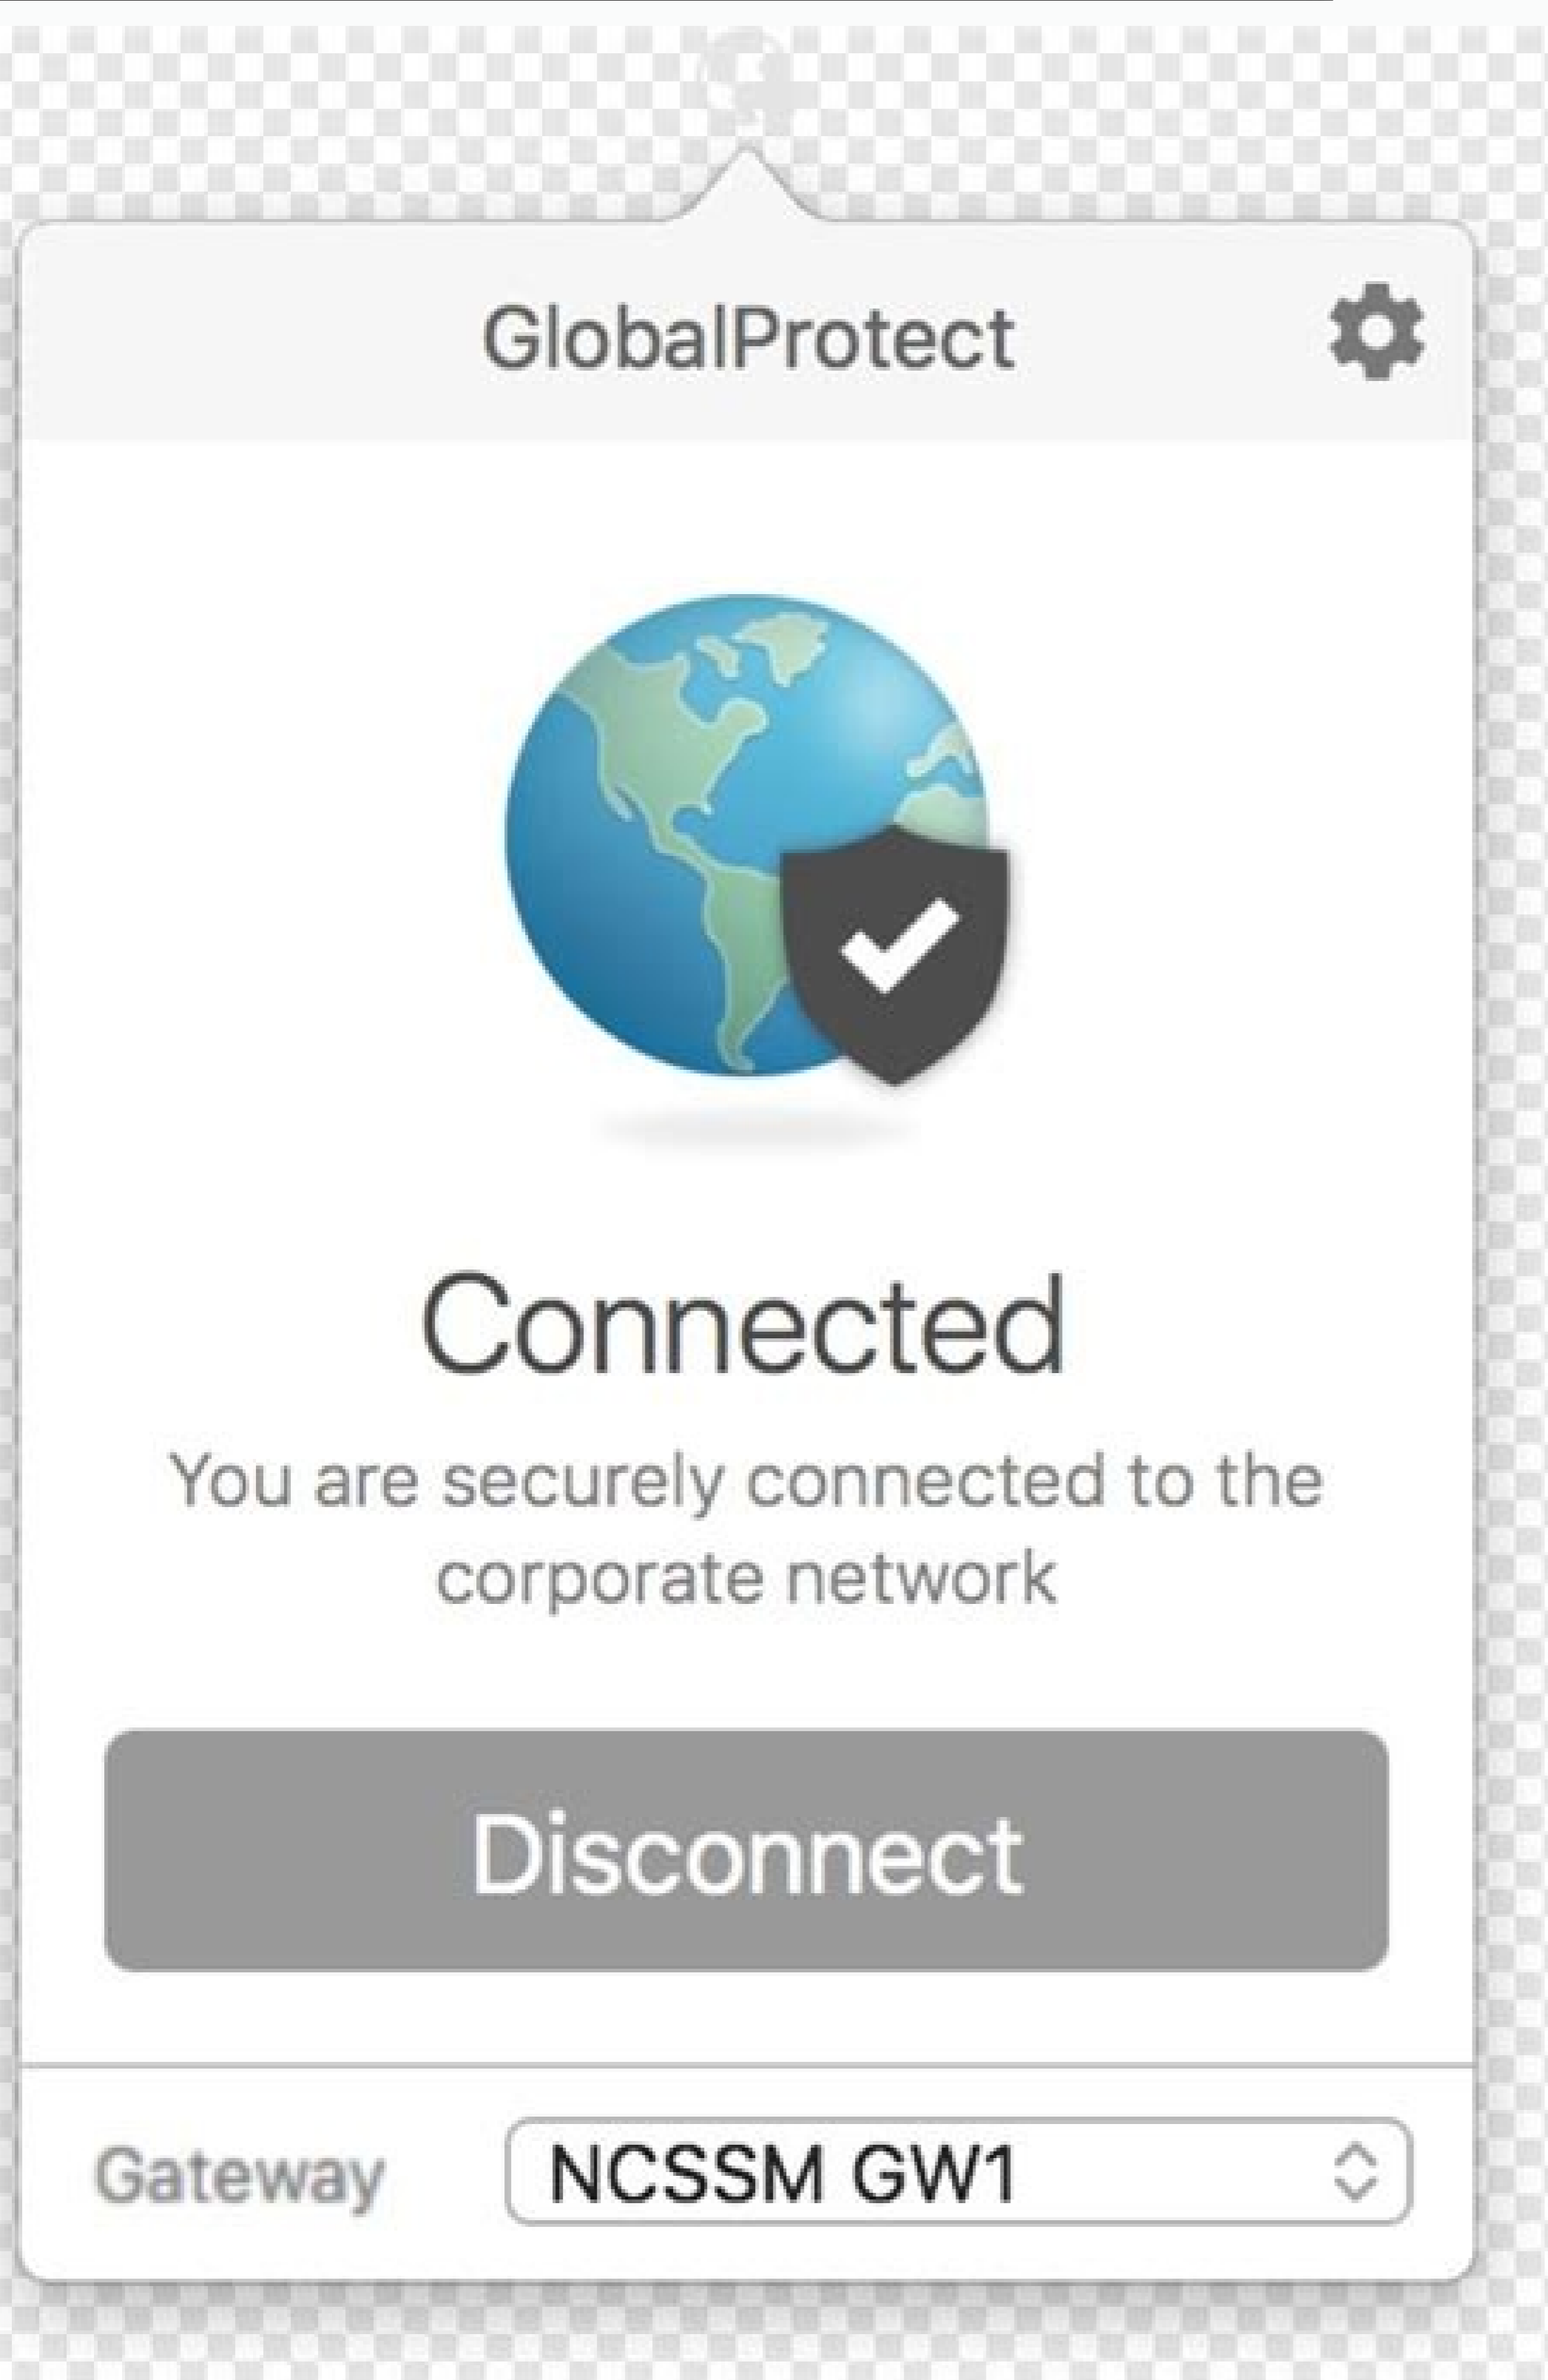 GlobalProtect
Connected
You are securely connected to the
corporate network
Disconnect
Gateway
NCSSM GW1